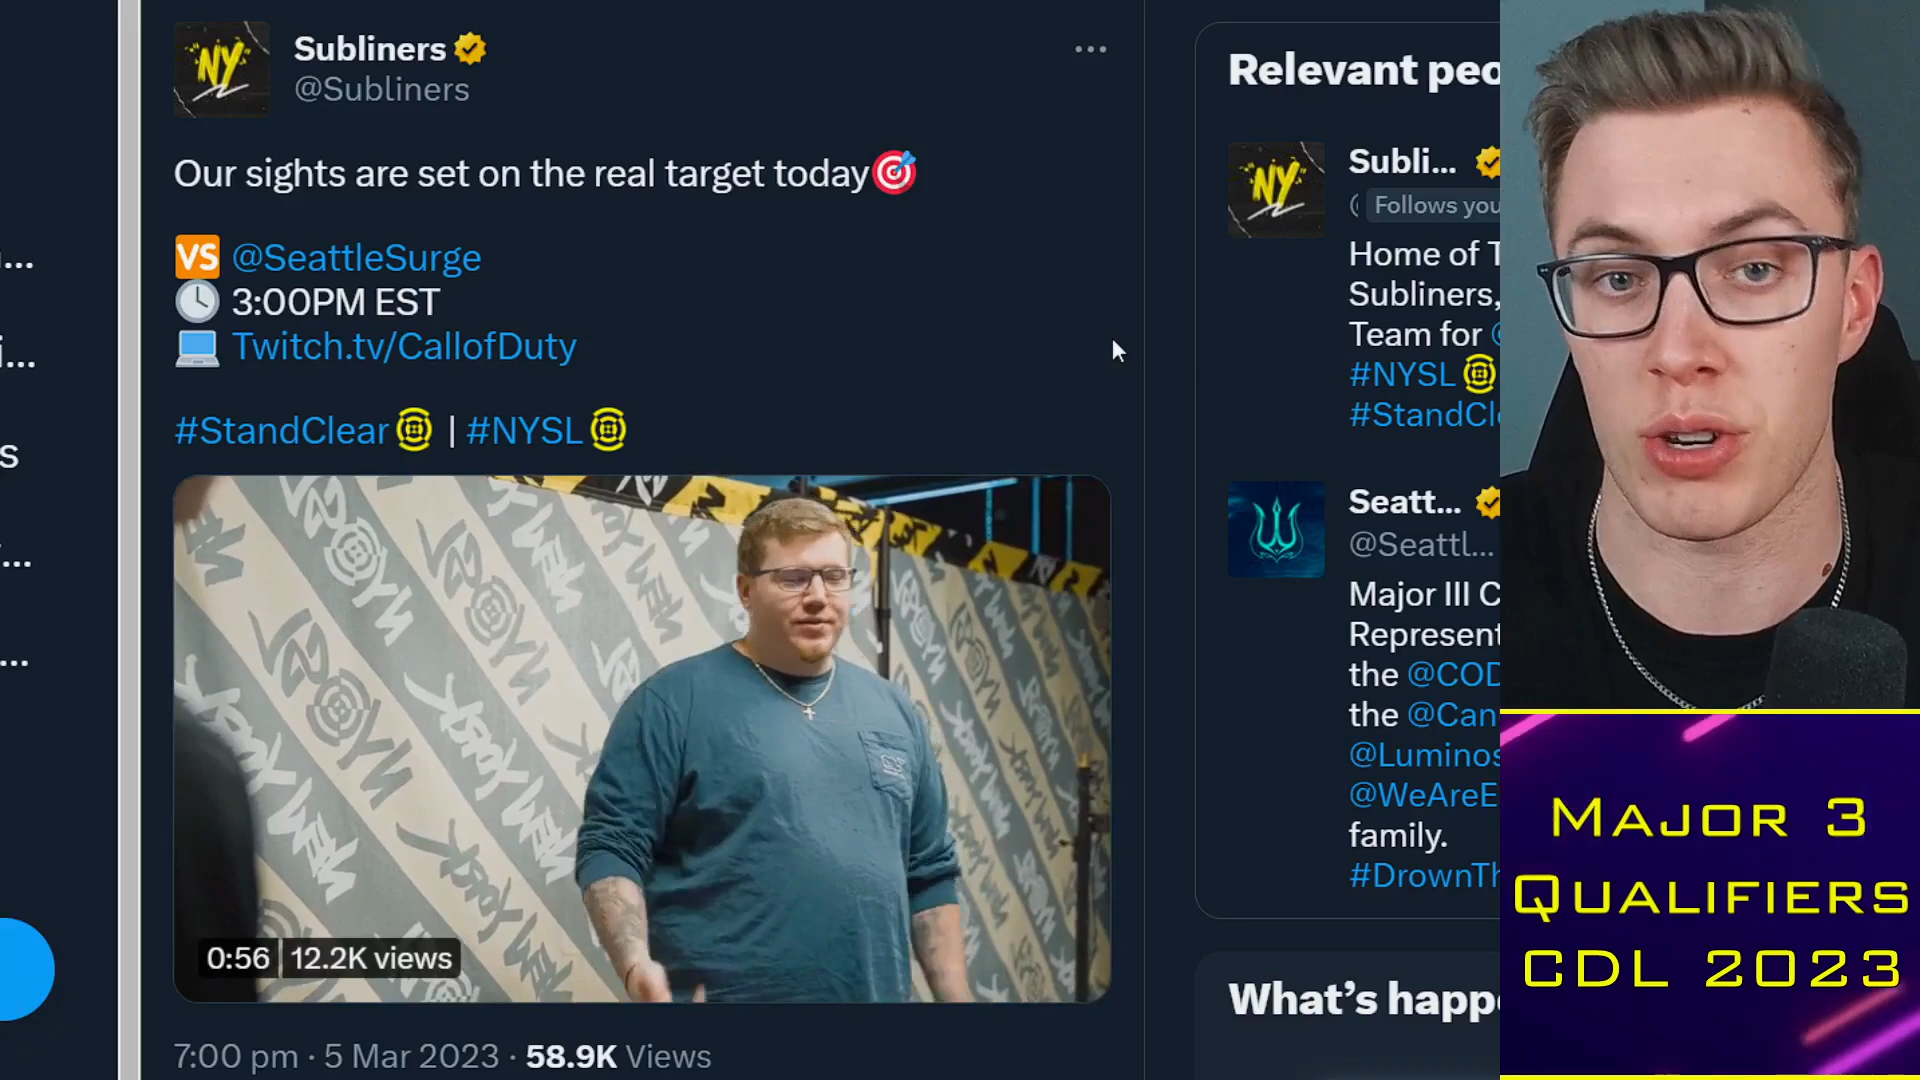 Subliners
@Subliners
Our sights are set on the real target today
VS @SeattleSurge
3:00PM EST
Twitch.tv/CallofDuty
#StandClear | #NYSL
0:56 | 12.2K views
7:00 pm · 5 Mar 2023 · 58.9K Views
Relevant peo
Subli...
Follows you
Home of T
Subliners,
Team for @
#NYSL
#StandCl
Seatt...
@Seattl...
Major III C
Represent
the @COD
the @Can
@Luminos
@WeAreE
family.
#DrownTh
What's happ
MAJOR 3
QUALIFIERS
CDL 2023